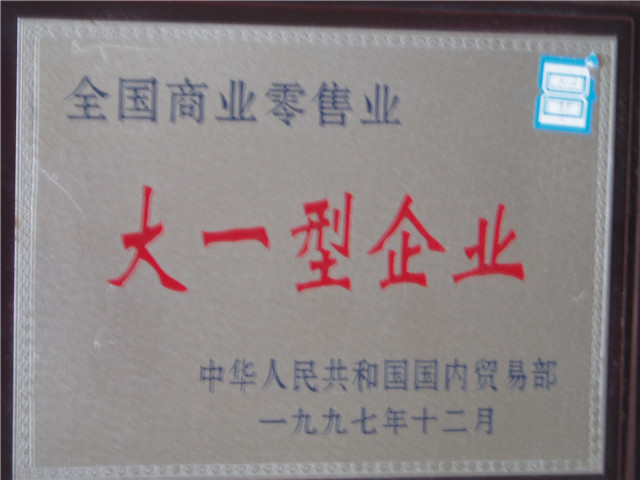 全国商业零售业
大一型企业
中华人民共和国国内贸易部
一九九七年十二月